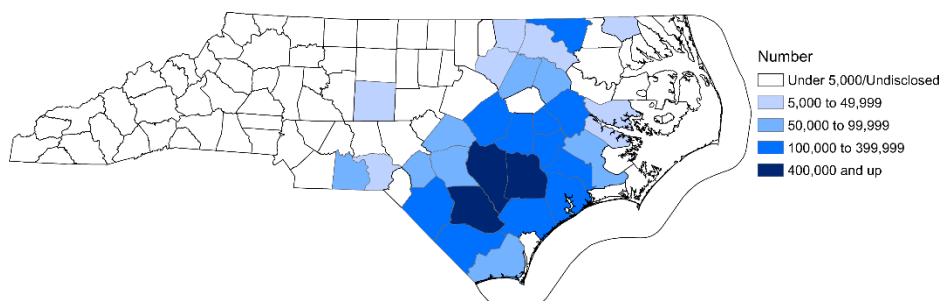 Number
Under 5,000/Undisclosed
5,000 to 49,999
50,000 to 99,999
100,000 to 399,999
400,000 and up